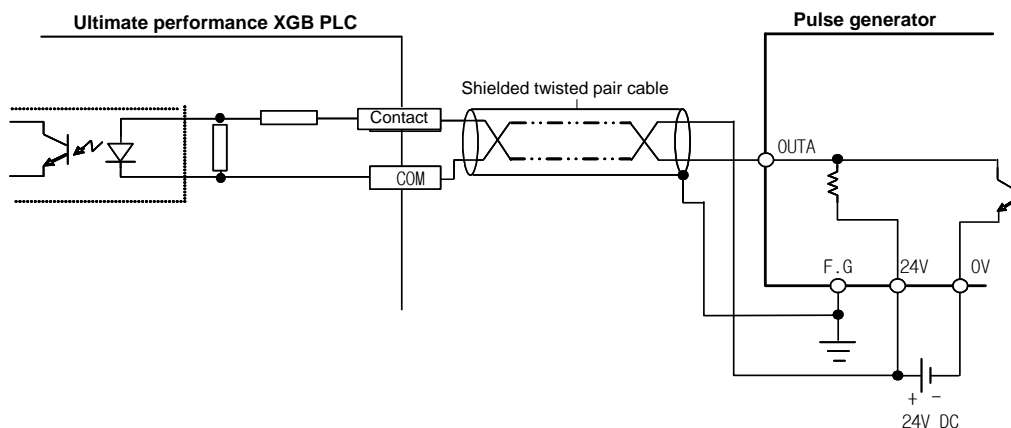 Ultimate performance XGB PLC
Pulse generator
Shielded twisted pair cable
Contact
OUTA
COM
F.G
24V
0V
+ -
24V DC